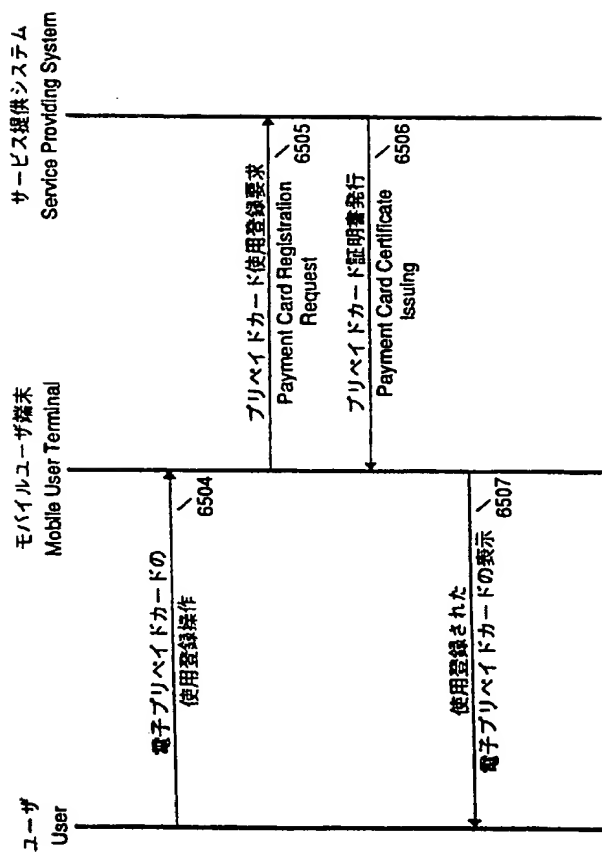 ユーザ
User
モバイルユーザ端末
Mobile User Terminal
サービス提供システム
Service Providing System
電子プリペイドカードの
使用登録操作
6504
プリペイドカード使用登録要求
Payment Card Registration
Request
6505
プリペイドカード証明書発行
Payment Card Certificate
Issuing
6506
使用登録された
電子プリペイドカードの表示
6507